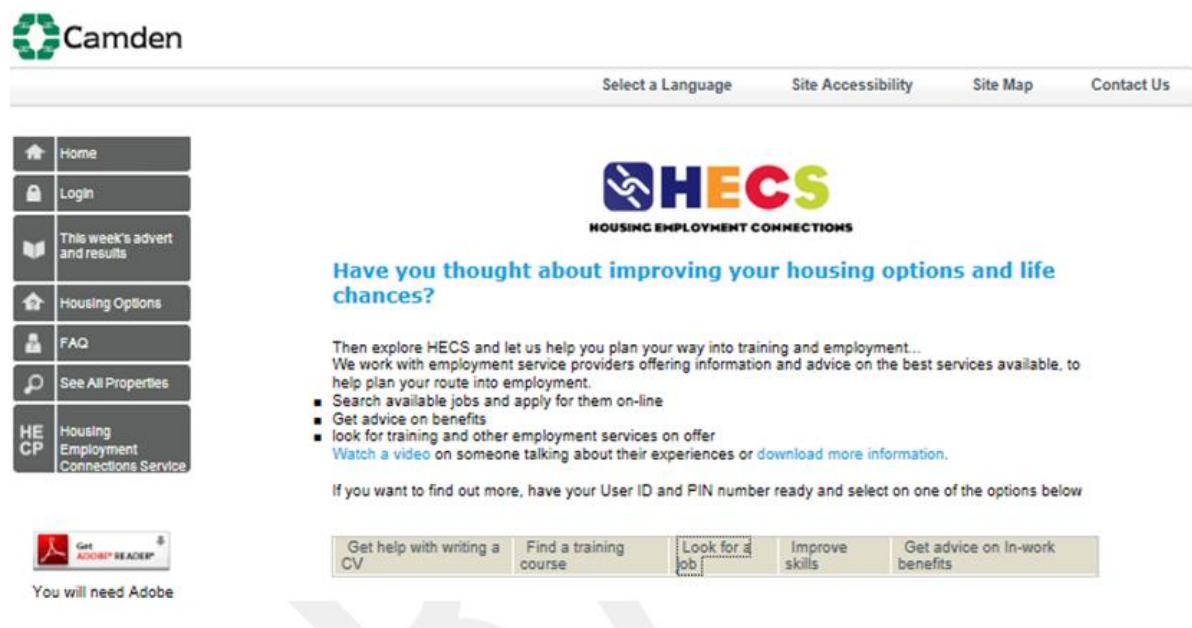 Camden
Select a Language Site Accessibility Site Map Contact Us
Home
Login
This week's advert
and results
Housing Options
FAQ
See All Properties
HE
CP
Housing
Employment
Connections Service
Get
ADOBE® READER®
You will need Adobe
HECS
HOUSING EMPLOYMENT CONNECTIONS
Have you thought about improving your housing options and life
chances?
Then explore HECS and let us help you plan your way into training and employment...
We work with employment service providers offering information and advice on the best services available, to
help plan your route into employment.
■ Search available jobs and apply for them on-line
■ Get advice on benefits
■ look for training and other employment services on offer
Watch a video on someone talking about their experiences or download more information.
If you want to find out more, have your User ID and PIN number ready and select on one of the options below
Get help with writing a
CV
Find a training
course
Look for a
job
Improve
skills
Get advice on In-work
benefits